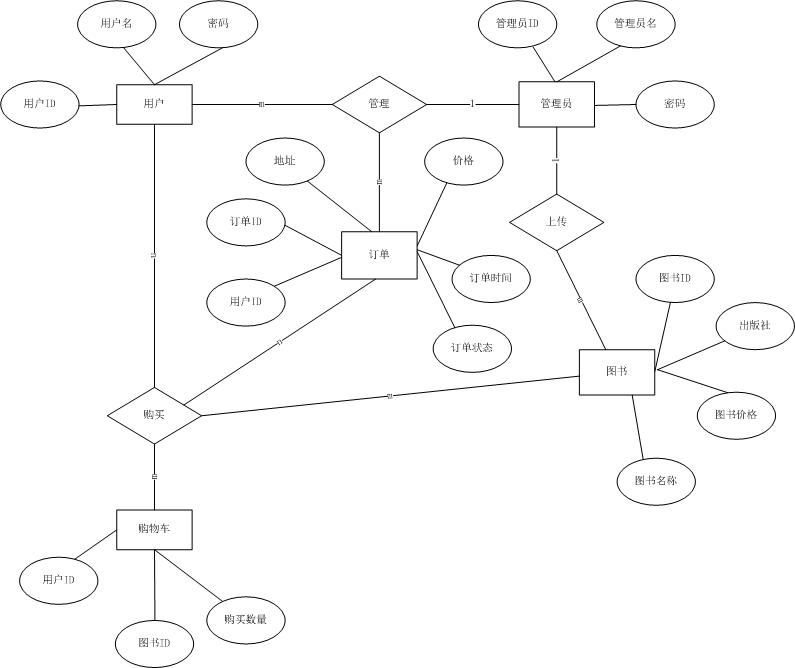 用户名
密码
管理员ID
管理员名
用户ID
用户
m
管理
1
管理员
密码
地址
价格
m
1
订单ID
上传
订单
用户ID
订单时间
图书ID
出版社
订单状态
图书
购买
m
图书价格
图书名称
m
购物车
用户ID
图书ID
购买数量